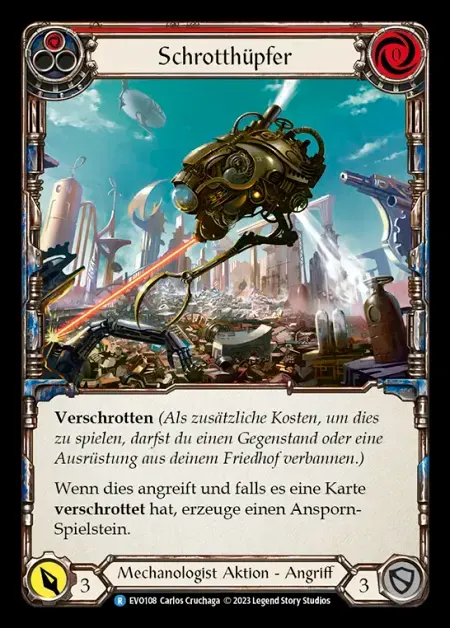 Schrotthüpfer
0
Verschrotten (Als zusätzliche Kosten, um dies
zu spielen, darfst du einen Gegenstand oder eine
Ausrüstung aus deinem Friedhof verbannen.)
Wenn dies angreift und falls es eine Karte
verschrottet hat, erzeuge einen Ansporn-
Spielstein.
3 Mechanologist Aktion - Angriff 3
R EVO108 Carlos Cruchaga © 2023 Legend Story Studios